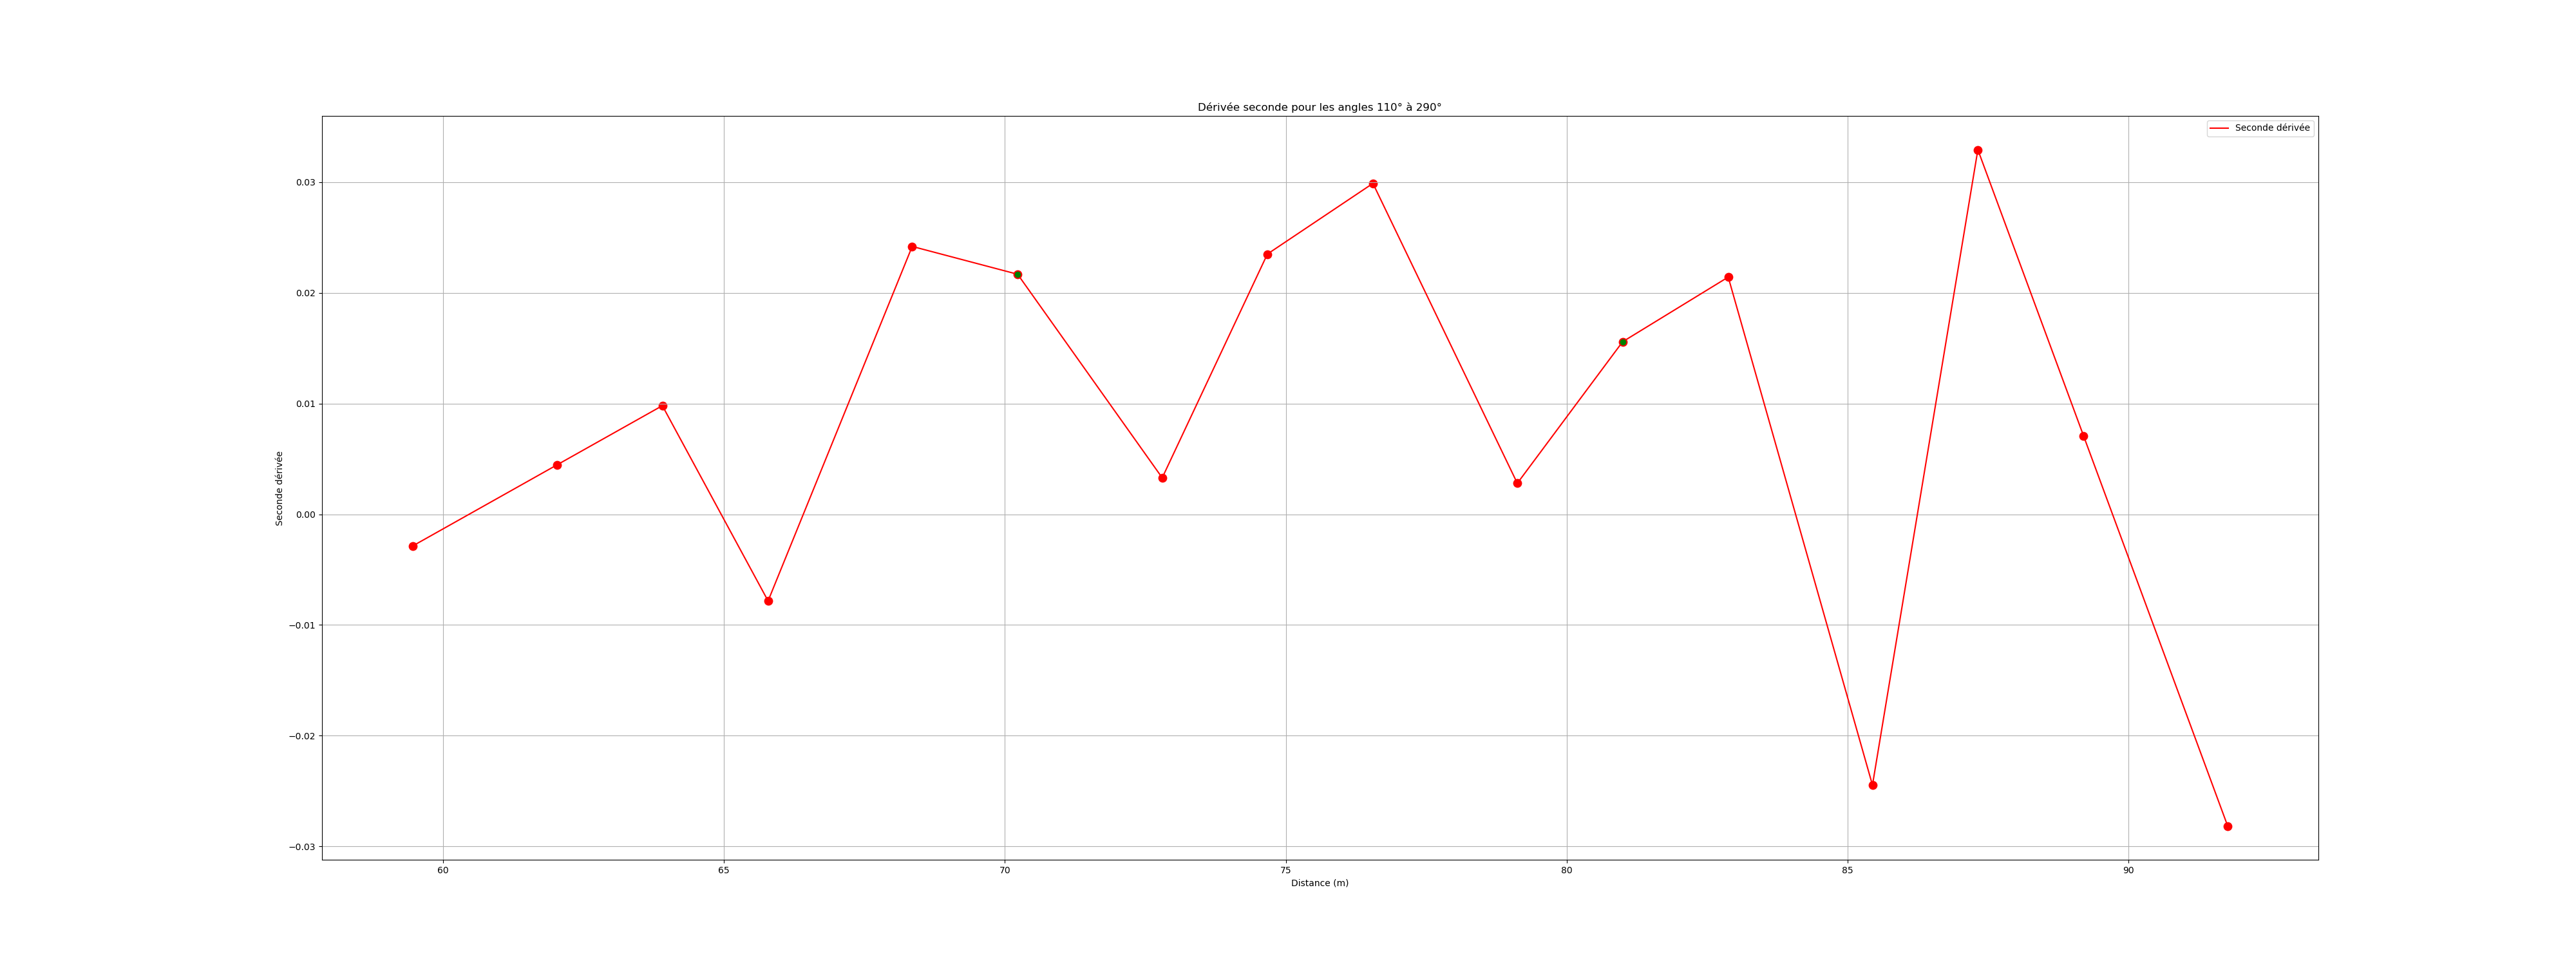 Dérivée seconde pour les angles 110° à 290°
Seconde dérivée
0.03
0.02
0.01
0.00
−0.01
−0.02
−0.03
Seconde dérivée
60 65 70 75 80 85 90
Distance (m)